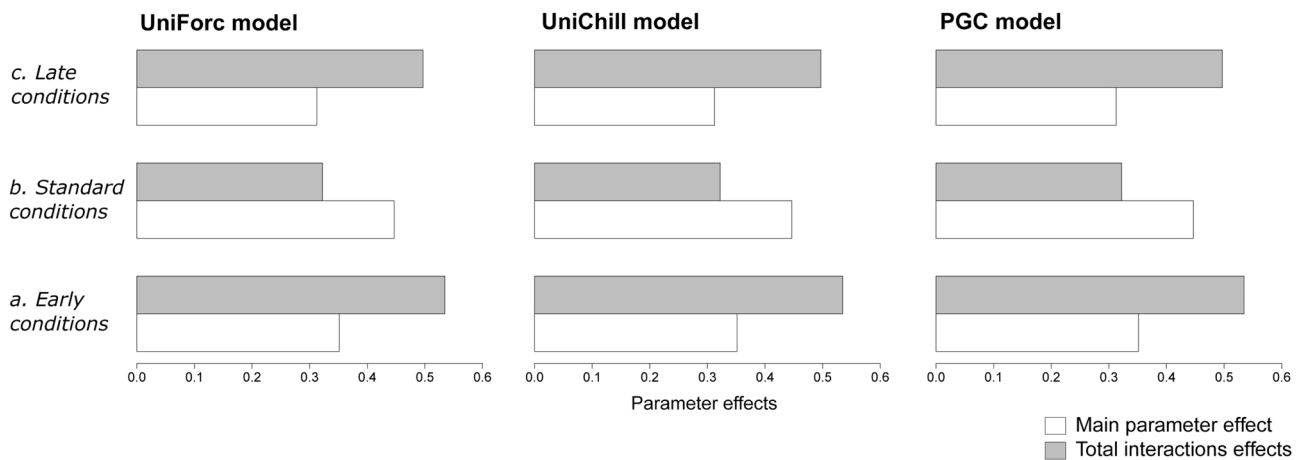 UniForc model
UniChill model
PGC model
c. Late
conditions
b. Standard
conditions
a. Early
conditions
0.0 0.1 0.2 0.3 0.4 0.5 0.6
0.0 0.1 0.2 0.3 0.4 0.5 0.6
0.0 0.1 0.2 0.3 0.4 0.5 0.6
Parameter effects
Main parameter effect
Total interactions effects